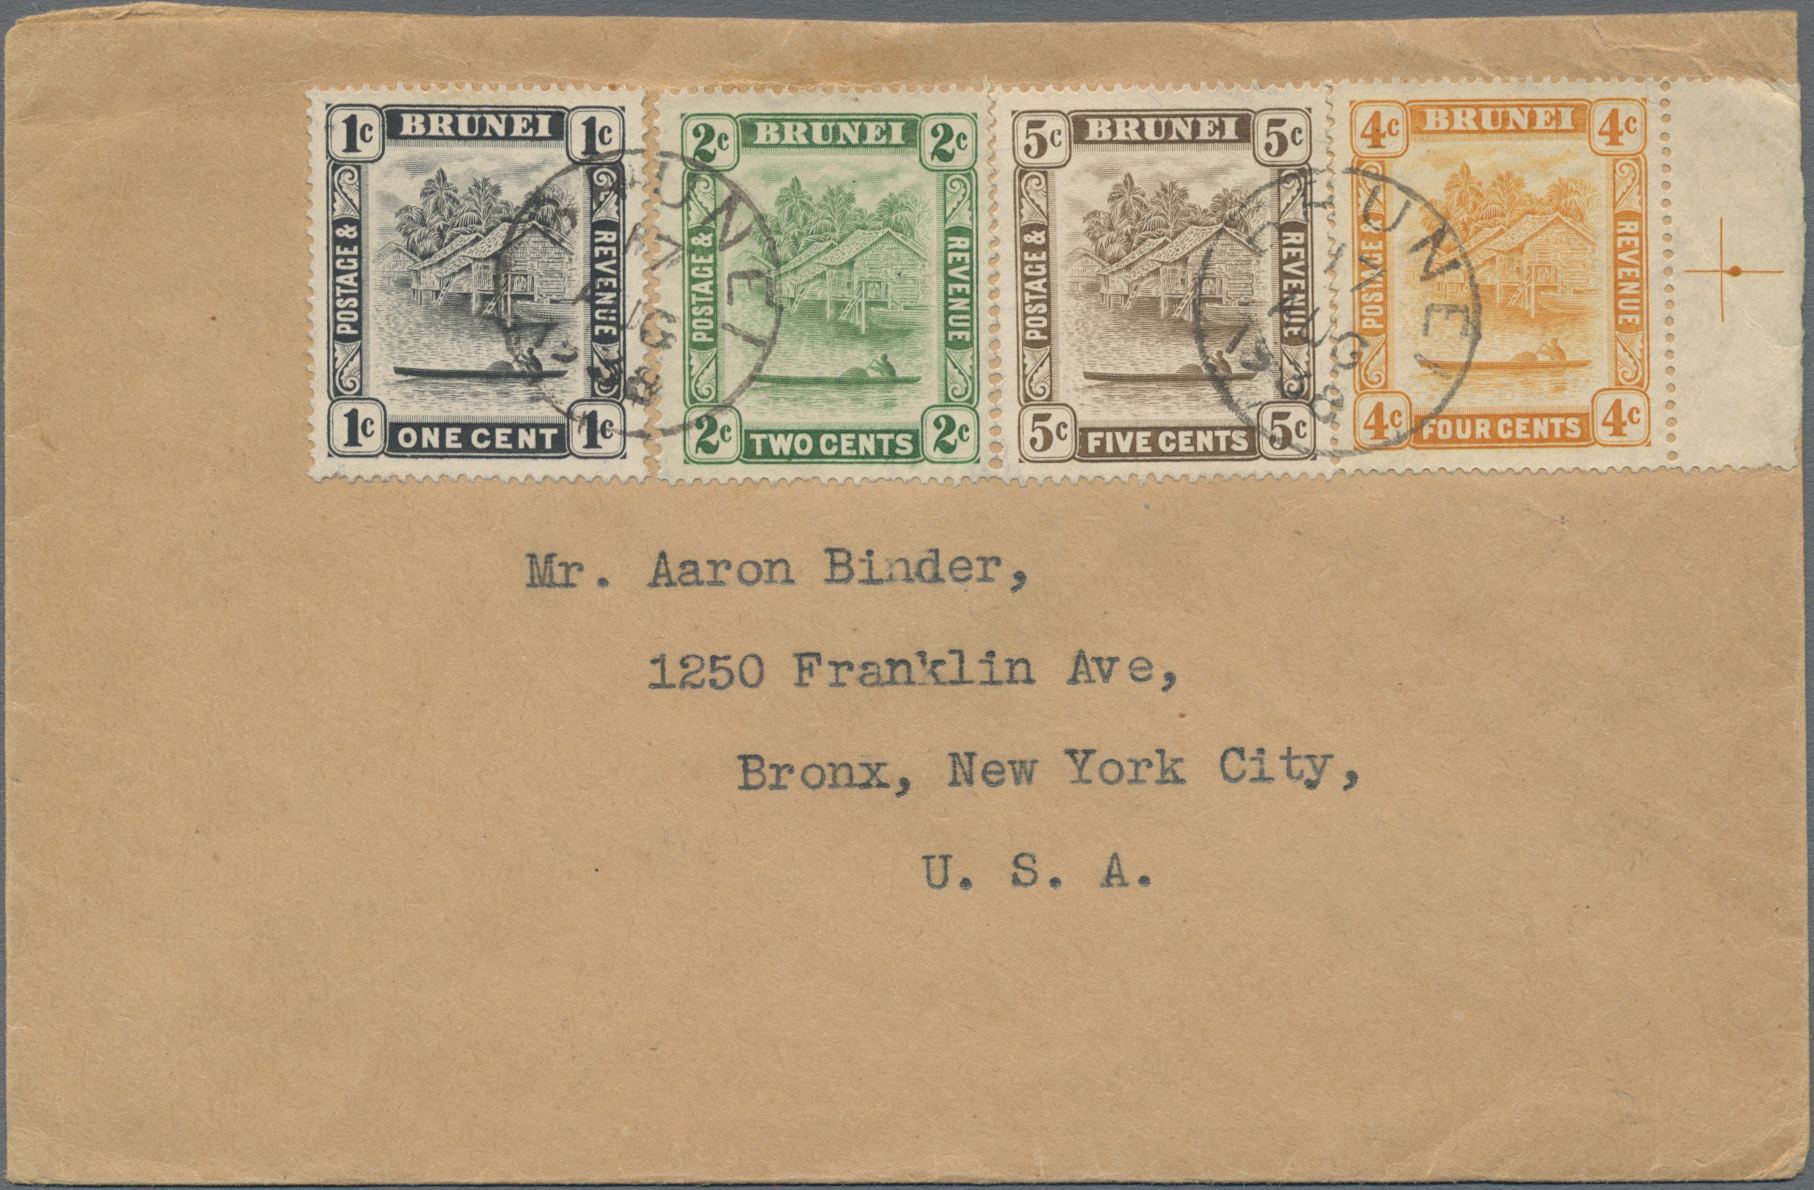 1c BRUNEI 1c
POSTAGE & REVENUE
1c ONE CENT 1c
2c BRUNEI 2c
POSTAGE & REVENUE
2c TWO CENTS 2c
5c BRUNEI 5c
POSTAGE & REVENUE
5c FIVE CENTS 5c
4c BRUNEI 4c
POSTAGE & REVENUE
4c FOUR CENTS 4c
BRUNEI
BRUNEI
Mr. Aaron Binder,
1250 Franklin Ave,
Bronx, New York City,
U. S. A.